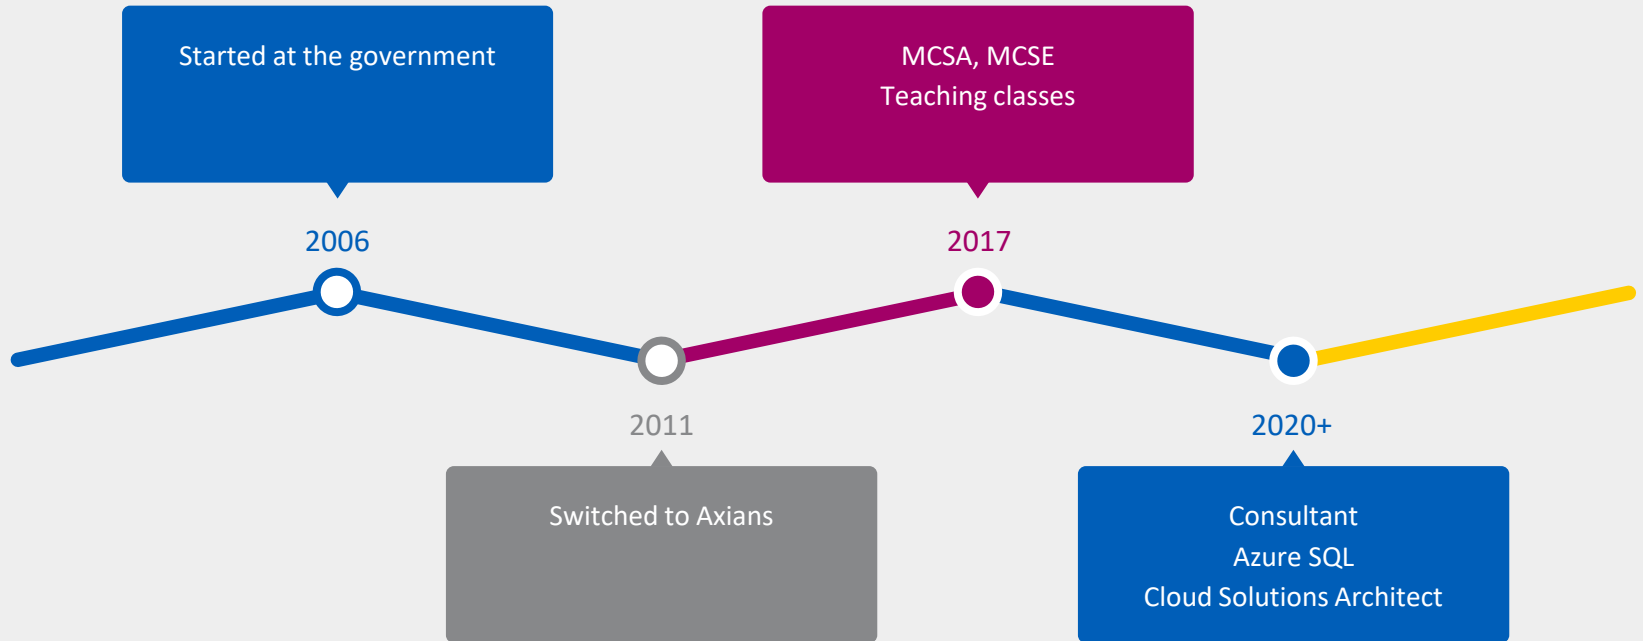 Started at the government
2006
2011
Switched to Axians
MCSA, MCSE
Teaching classes
2017
2020+
Consultant
Azure SQL
Cloud Solutions Architect